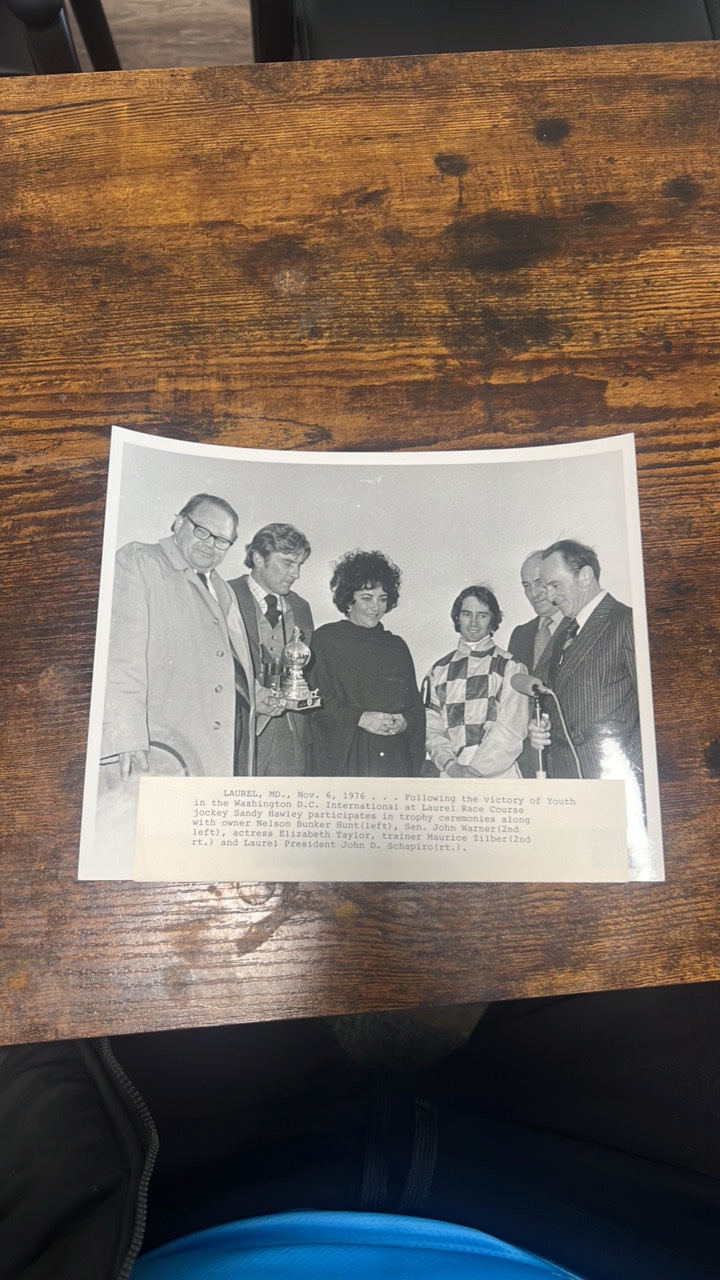 LAUREL, MD., Nov. 6, 1976 . . . Following the victory of Youth
in the Washington D.C. International at Laurel Race Course
jockey Sandy Hawley participates in trophy ceremonies along
with owner Nelson Bunker Hunt(left), Sen. John Warner(2nd
left), actress Elizabeth Taylor, trainer Maurice Zilber(2nd
rt.) and Laurel President John D. Schapiro(rt.).